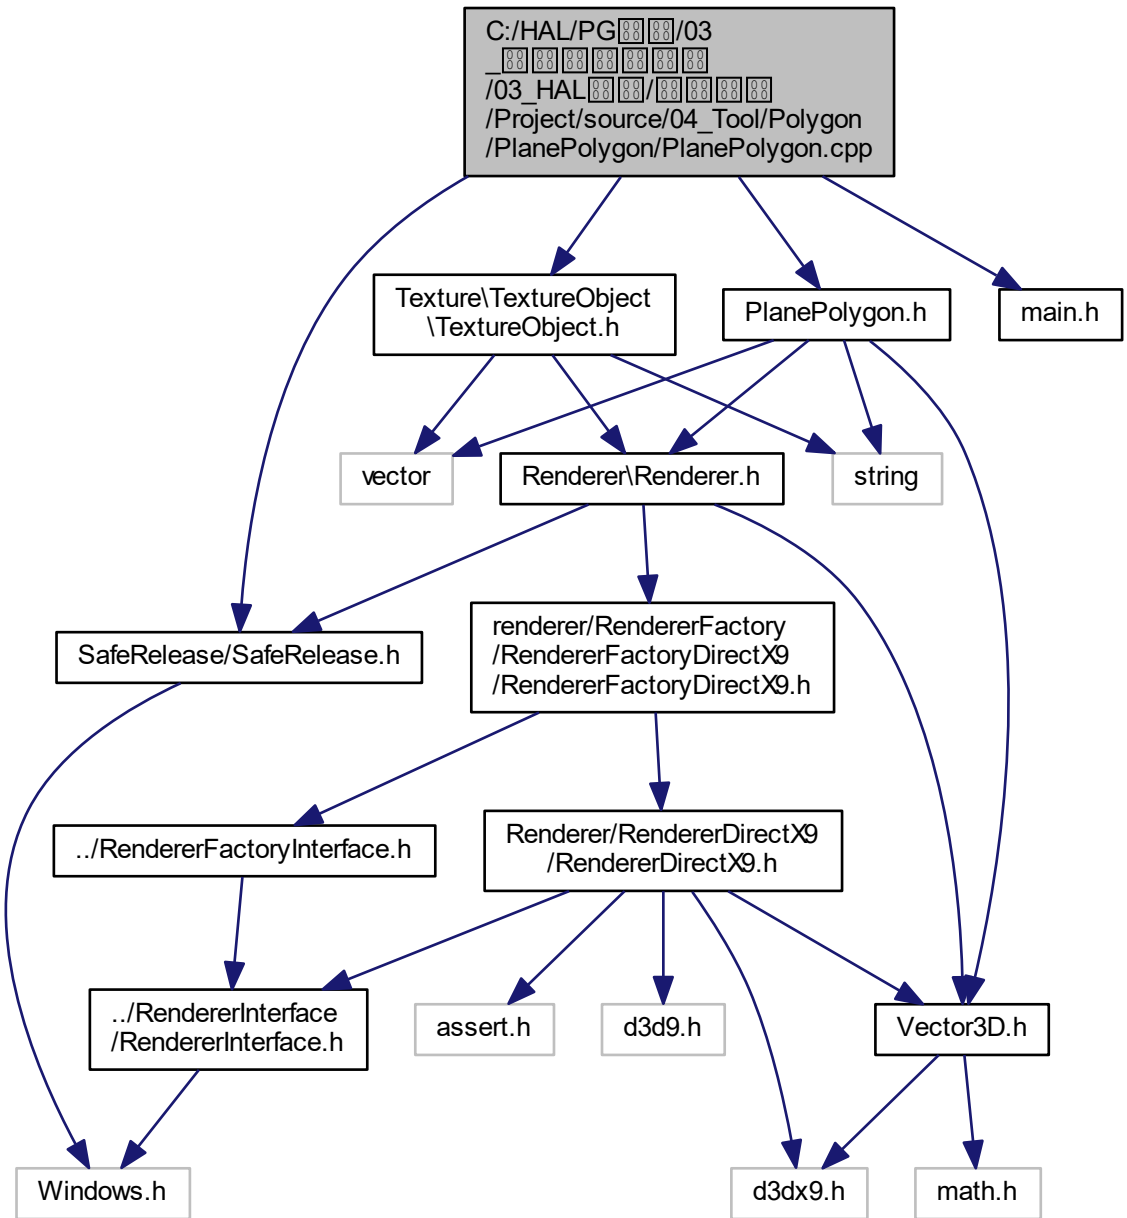 C:/HAL/PG/03
_
/03_HAL/
/Project/source/04_Tool/Polygon
/PlanePolygon/PlanePolygon.cpp
Texture\TextureObject
\TextureObject.h
PlanePolygon.h
main.h
vector
Renderer\Renderer.h
string
SafeRelease/SafeRelease.h
renderer/RendererFactory
/RendererFactoryDirectX9
/RendererFactoryDirectX9.h
../RendererFactoryInterface.h
Renderer/RendererDirectX9
/RendererDirectX9.h
../RendererInterface
/RendererInterface.h
assert.h
d3d9.h
Vector3D.h
Windows.h
d3dx9.h
math.h